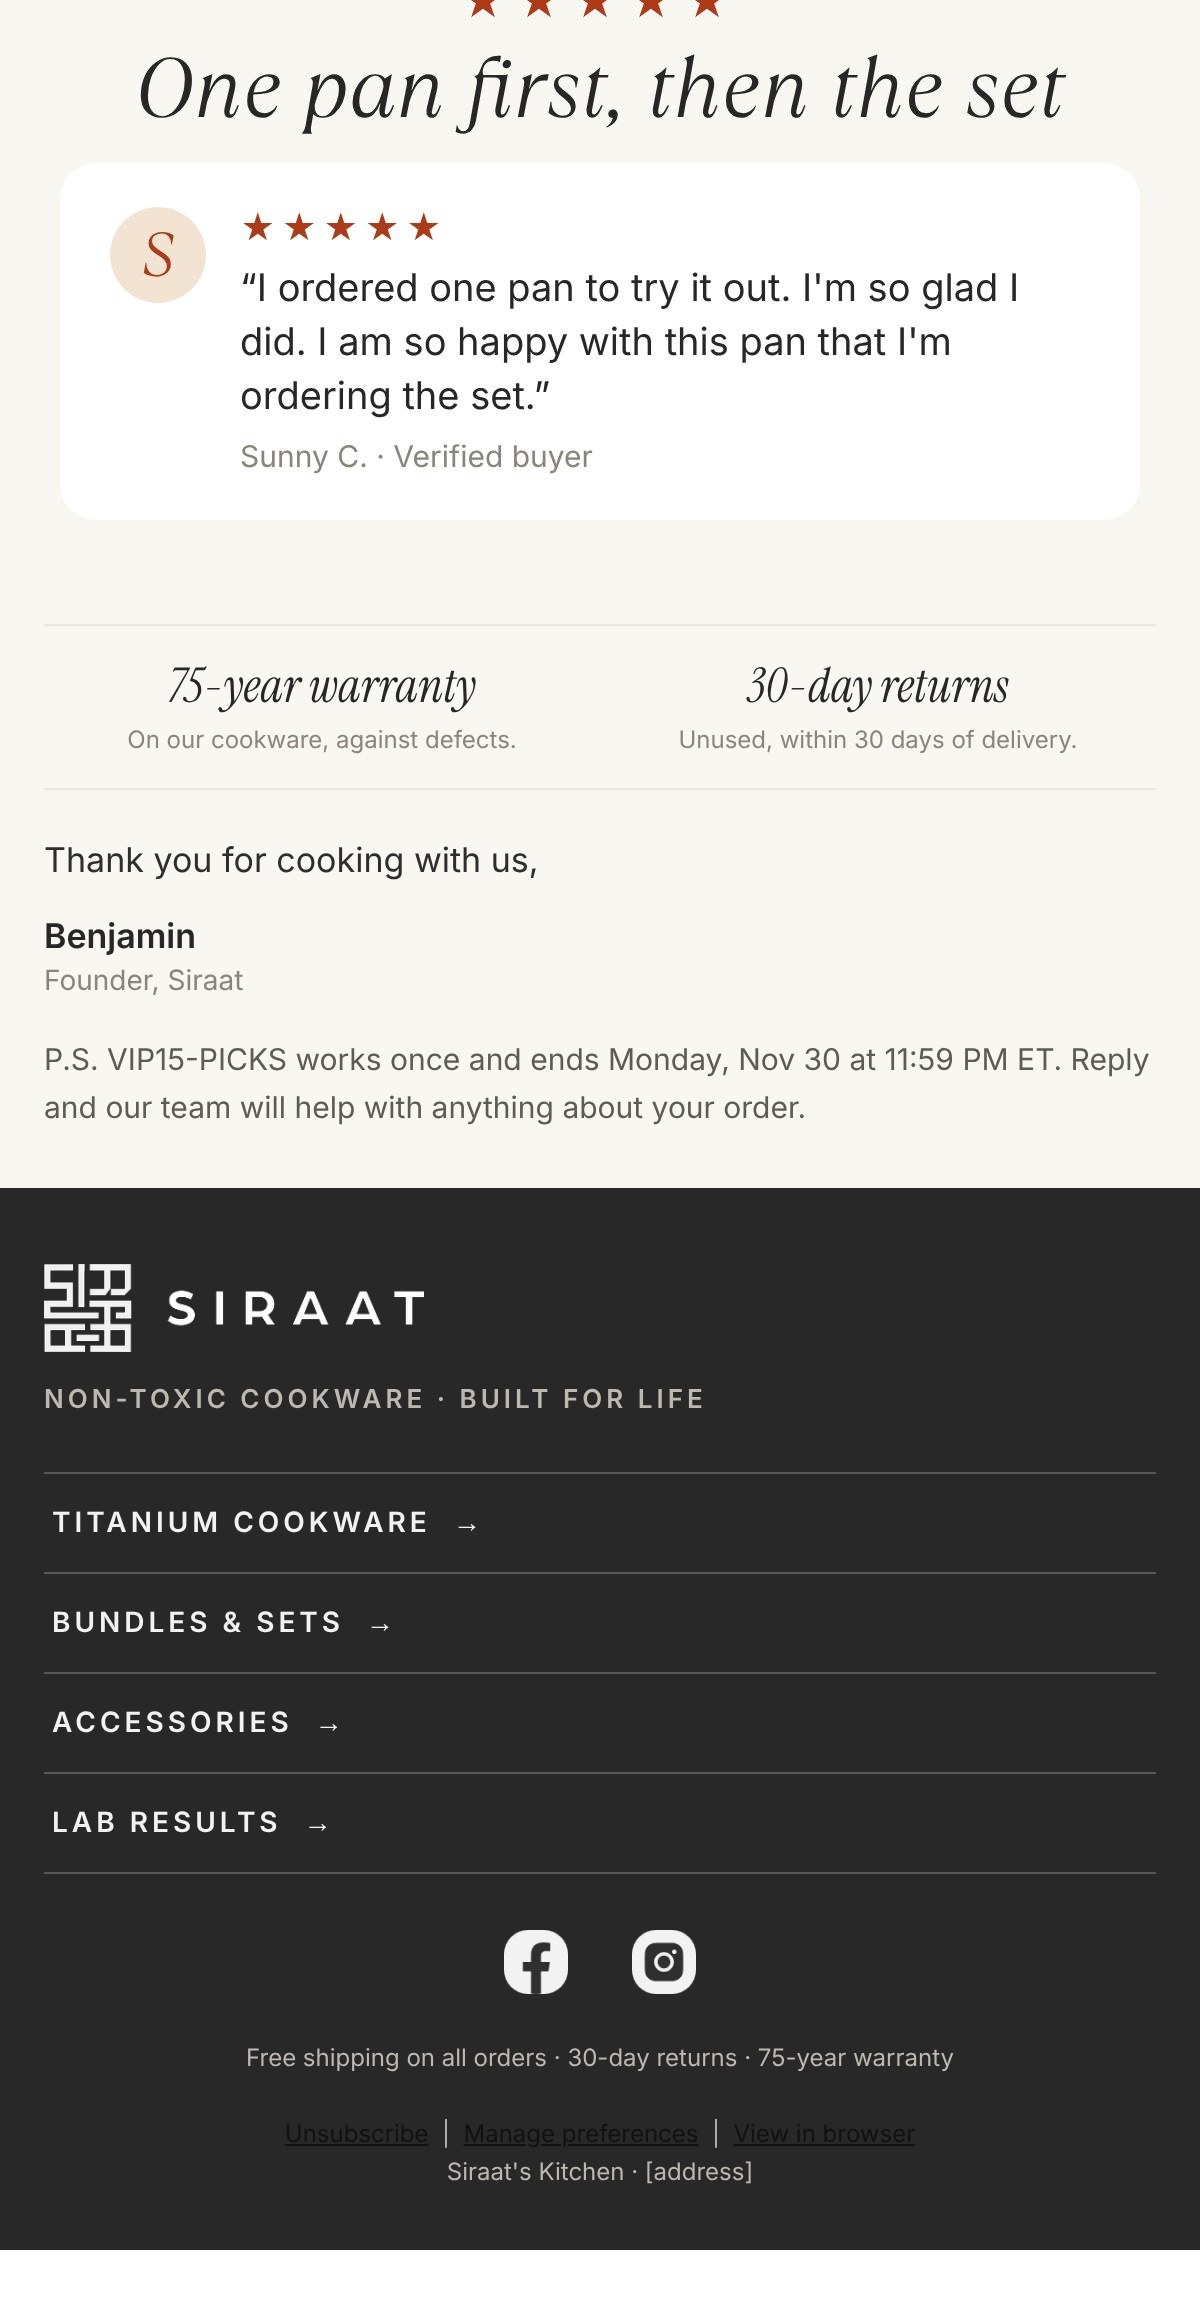 ★ ★ ★ ★ ★
One pan first, then the set
S
★★★★★
“I ordered one pan to try it out. I'm so glad I
did. I am so happy with this pan that I'm
ordering the set.”
Sunny C. · Verified buyer
75-year warranty
On our cookware, against defects.
30-day returns
Unused, within 30 days of delivery.
Thank you for cooking with us,
Benjamin
Founder, Siraat
P.S. VIP15-PICKS works once and ends Monday, Nov 30 at 11:59 PM ET. Reply
and our team will help with anything about your order.
SIRAAT
NON-TOXIC COOKWARE · BUILT FOR LIFE
TITANIUM COOKWARE →
BUNDLES & SETS →
ACCESSORIES →
LAB RESULTS →
Free shipping on all orders · 30-day returns · 75-year warranty
Unsubscribe | Manage preferences | View in browser
Siraat's Kitchen · [address]